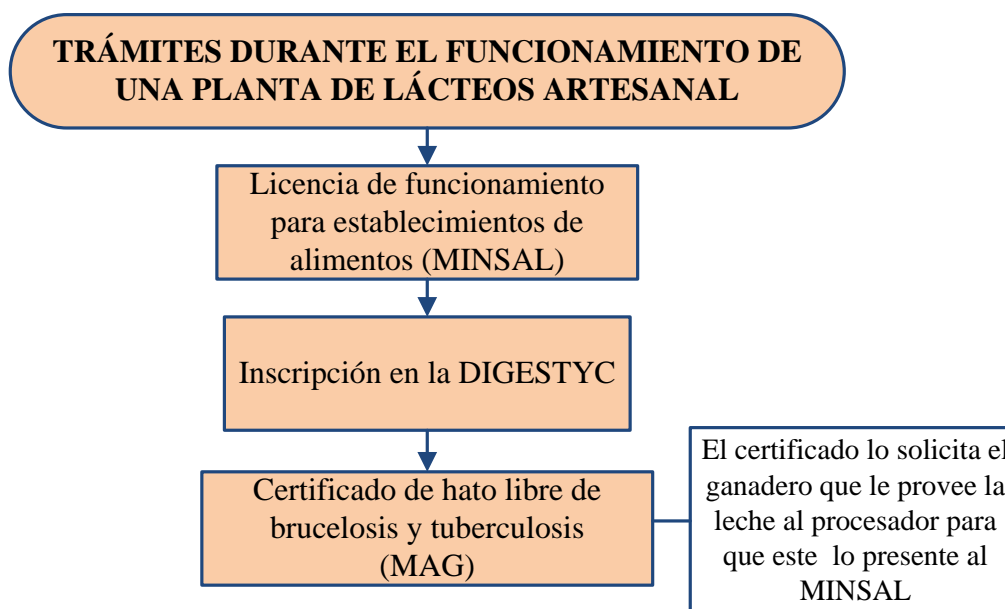 TRÁMITES DURANTE EL FUNCIONAMIENTO DE
UNA PLANTA DE LÁCTEOS ARTESANAL
Licencia de funcionamiento
para establecimientos de
alimentos (MINSAL)
Inscripción en la DIGESTYC
Certificado de hato libre de
brucelosis y tuberculosis
(MAG)
El certificado lo solicita el
ganadero que le provee la
leche al procesador para
que este lo presente al
MINSAL